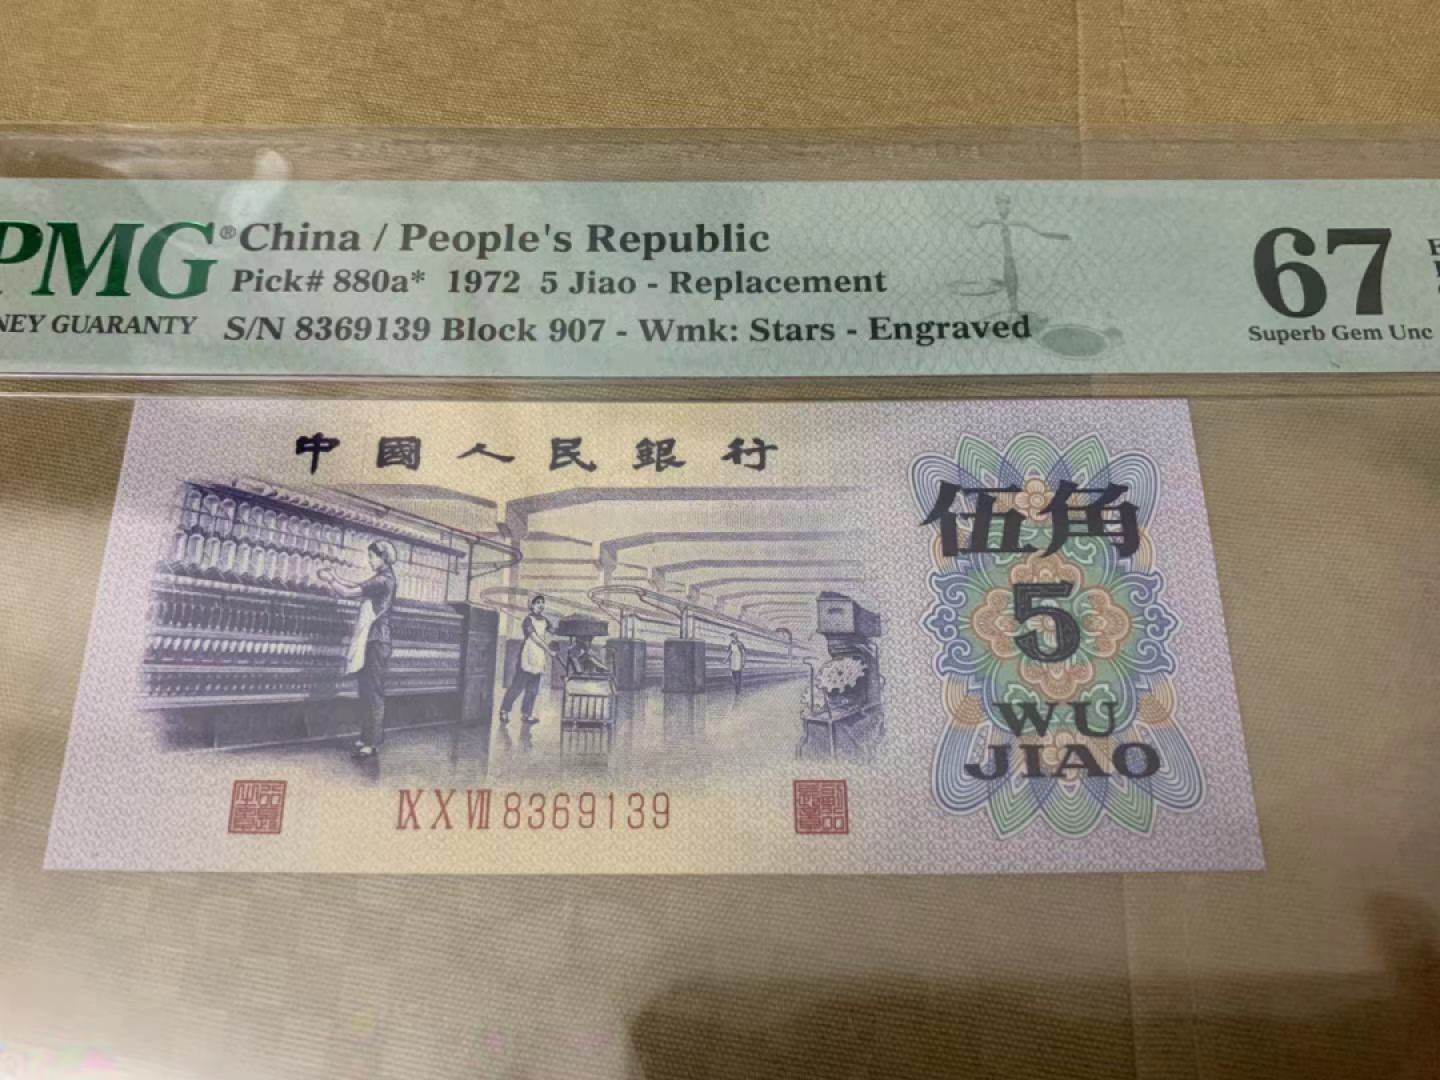 PMG®
China / People's Republic
Pick# 880a* 1972 5 Jiao - Replacement
NEY GUARANTY
S/N 8369139 Block 907 - Wmk: Stars - Engraved
67
Superb Gem Unc
中國人民銀行
伍角
5
WU
JIAO
ⅨⅩⅦ 8369139